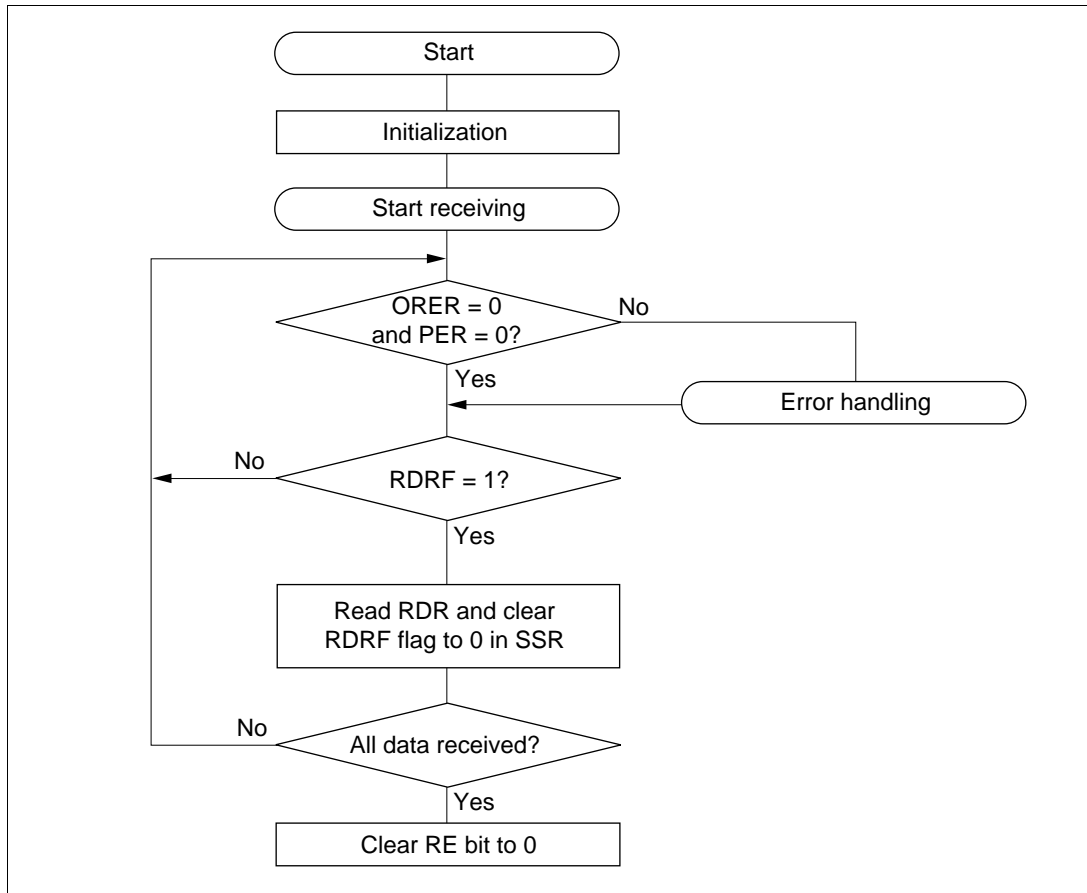 Start
Initialization
Start receiving
ORER = 0
and PER = 0?
No
Yes
Error handling
No
RDRF = 1?
Yes
Read RDR and clear
RDRF flag to 0 in SSR
No
All data received?
Yes
Clear RE bit to 0